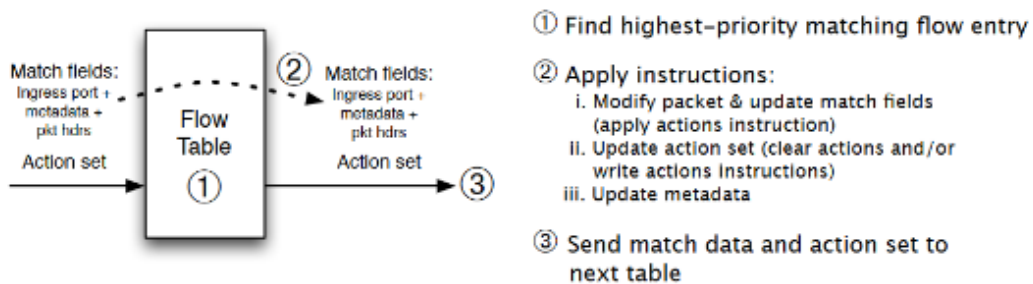 Match fields:
Ingress port +
metadata +
pkt hdrs
Action set
Flow
Table
①
②
Match fields:
Ingress port +
metadata +
pkt hdrs
Action set
③
① Find highest-priority matching flow entry
② Apply instructions:
i. Modify packet & update match fields
(apply actions instruction)
ii. Update action set (clear actions and/or
write actions instructions)
iii. Update metadata
③ Send match data and action set to
next table